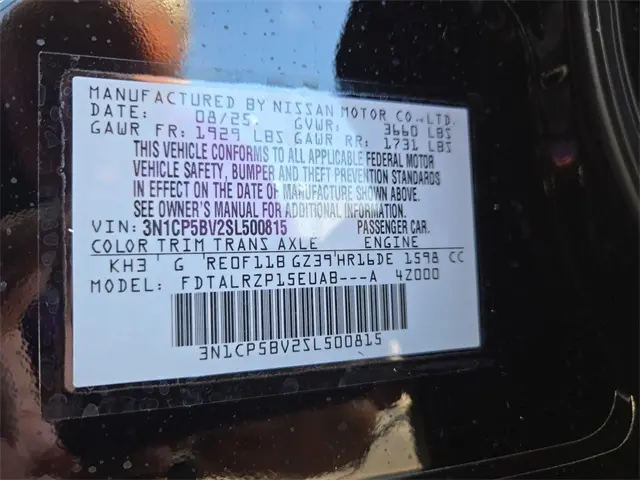 MANUFACTURED BY NISSAN MOTOR CO.,LTD.
DATE: 08/25 GVWR: 3660 LBS
GAWR FR: 1929 LBS GAWR RR: 1731 LBS
THIS VEHICLE CONFORMS TO ALL APPLICABLE FEDERAL MOTOR
VEHICLE SAFETY, BUMPER AND THEFT PREVENTION STANDARDS
IN EFFECT ON THE DATE OF MANUFACTURE SHOWN ABOVE.
SEE OWNER'S MANUAL FOR ADDITIONAL INFORMATION.
VIN: 3N1CP5BV2SL500815 PASSENGER CAR.
COLOR TRIM TRANS AXLE ENGINE
KH3 G RE0F11B GZ39 HR16DE 1598 CC
MODEL: FDTALRZP15EUAB---A 42000
3N1CP5BV2SL500815